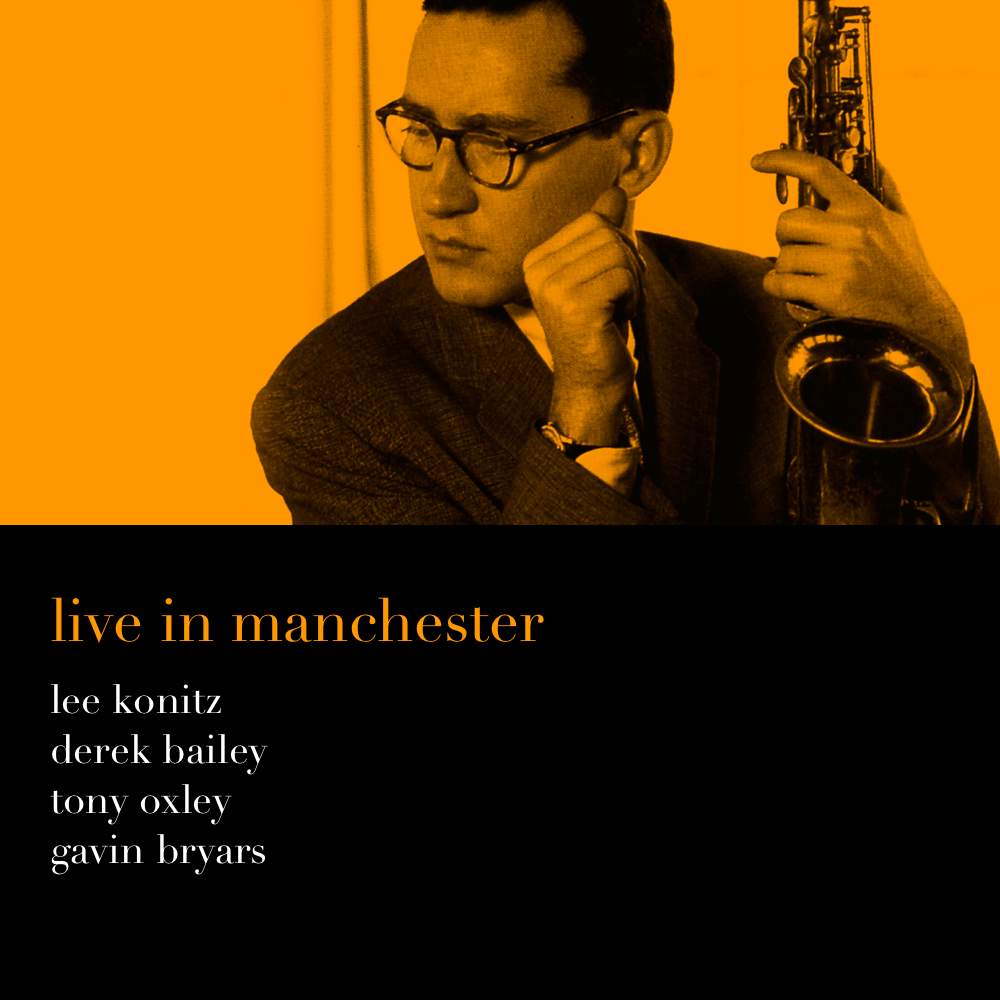 live in manchester
lee konitz
derek bailey
tony oxley
gavin bryars